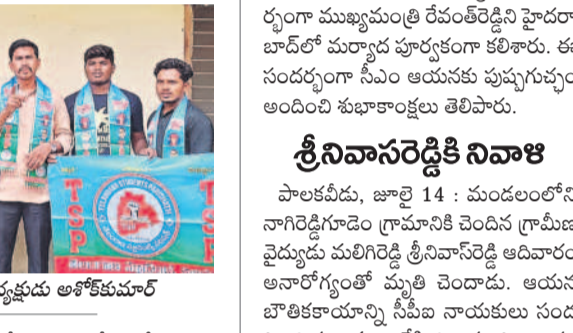 TSP
TSP
ర్భంగా ముఖ్యమంత్రి రేవంత్‌రెడ్డిని హైదరా
బాద్‌లో మర్యాద పూర్వకంగా కలిశారు. ఈ
సందర్భంగా సీఎం ఆయనకు పుష్పగుచ్ఛం
అందించి శుభాకాంక్షలు తెలిపారు.
శ్రీనివాసరెడ్డికి నివాళి
పాలకవీడు, జూలై 14 : మండలంలోని
నాగిరెడ్డిగూడెం గ్రామానికి చెందిన గ్రామీణ
వైద్యుడు మలిగిరెడ్డి శ్రీనివాస్‌రెడ్డి ఆదివారం
అనారోగ్యంతో మృతి చెందాడు. ఆయన
బౌతికకాయాన్ని సీపీఐ నాయకులు సంద
్యక్షుడు అశోక్‌కుమార్